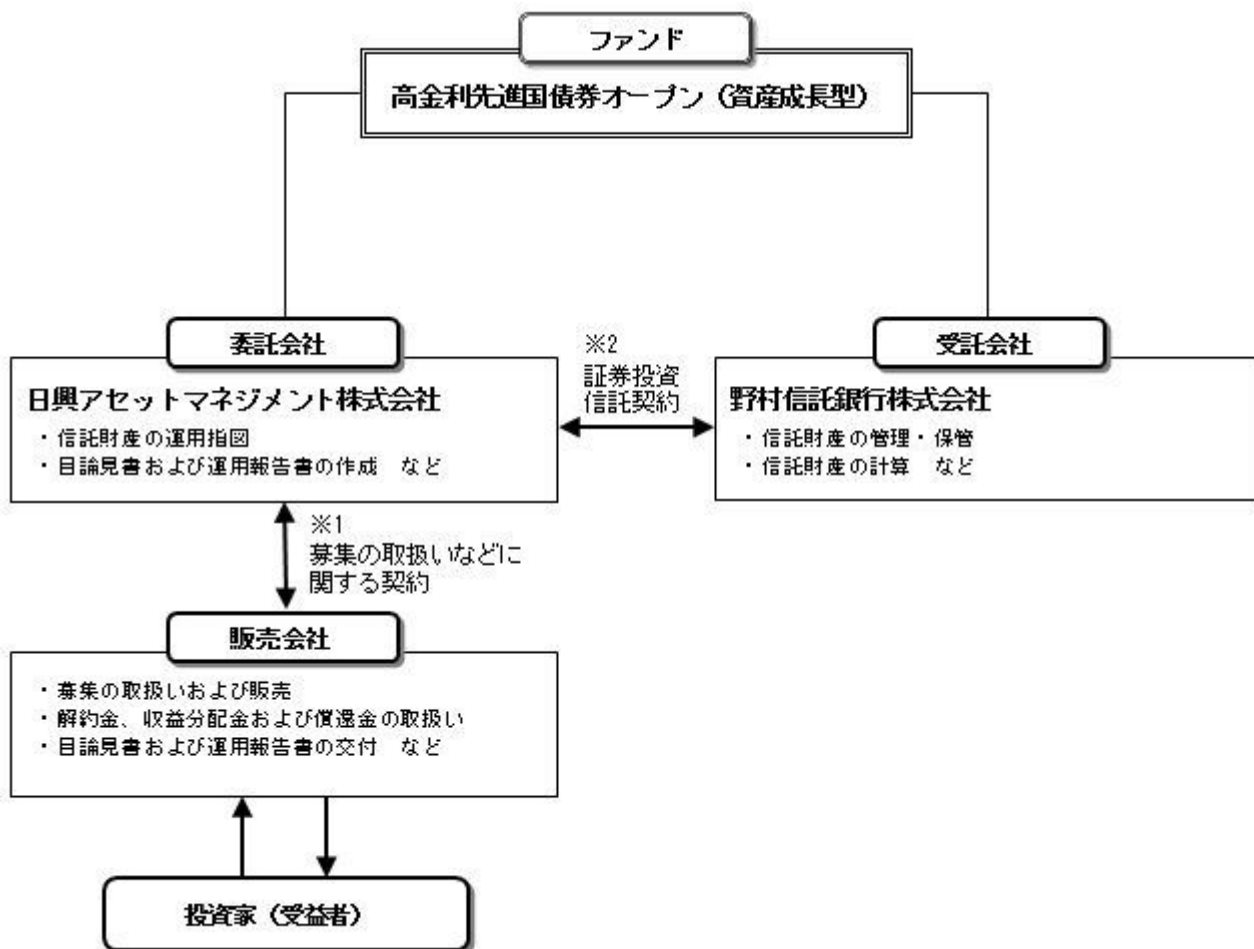 ファンド
高金利先進国債券オープン（資産成長型）
委託会社
日興アセットマネジメント株式会社
・信託財産の運用指図
・目論見書および運用報告書の作成　など
※2
証券投資
信託契約
受託会社
野村信託銀行株式会社
・信託財産の管理・保管
・信託財産の計算　など
※1
募集の取扱いなどに
関する契約
販売会社
・募集の取扱いおよび販売
・解約金、収益分配金および償還金の取扱い
・目論見書および運用報告書の交付　など
投資家（受益者）